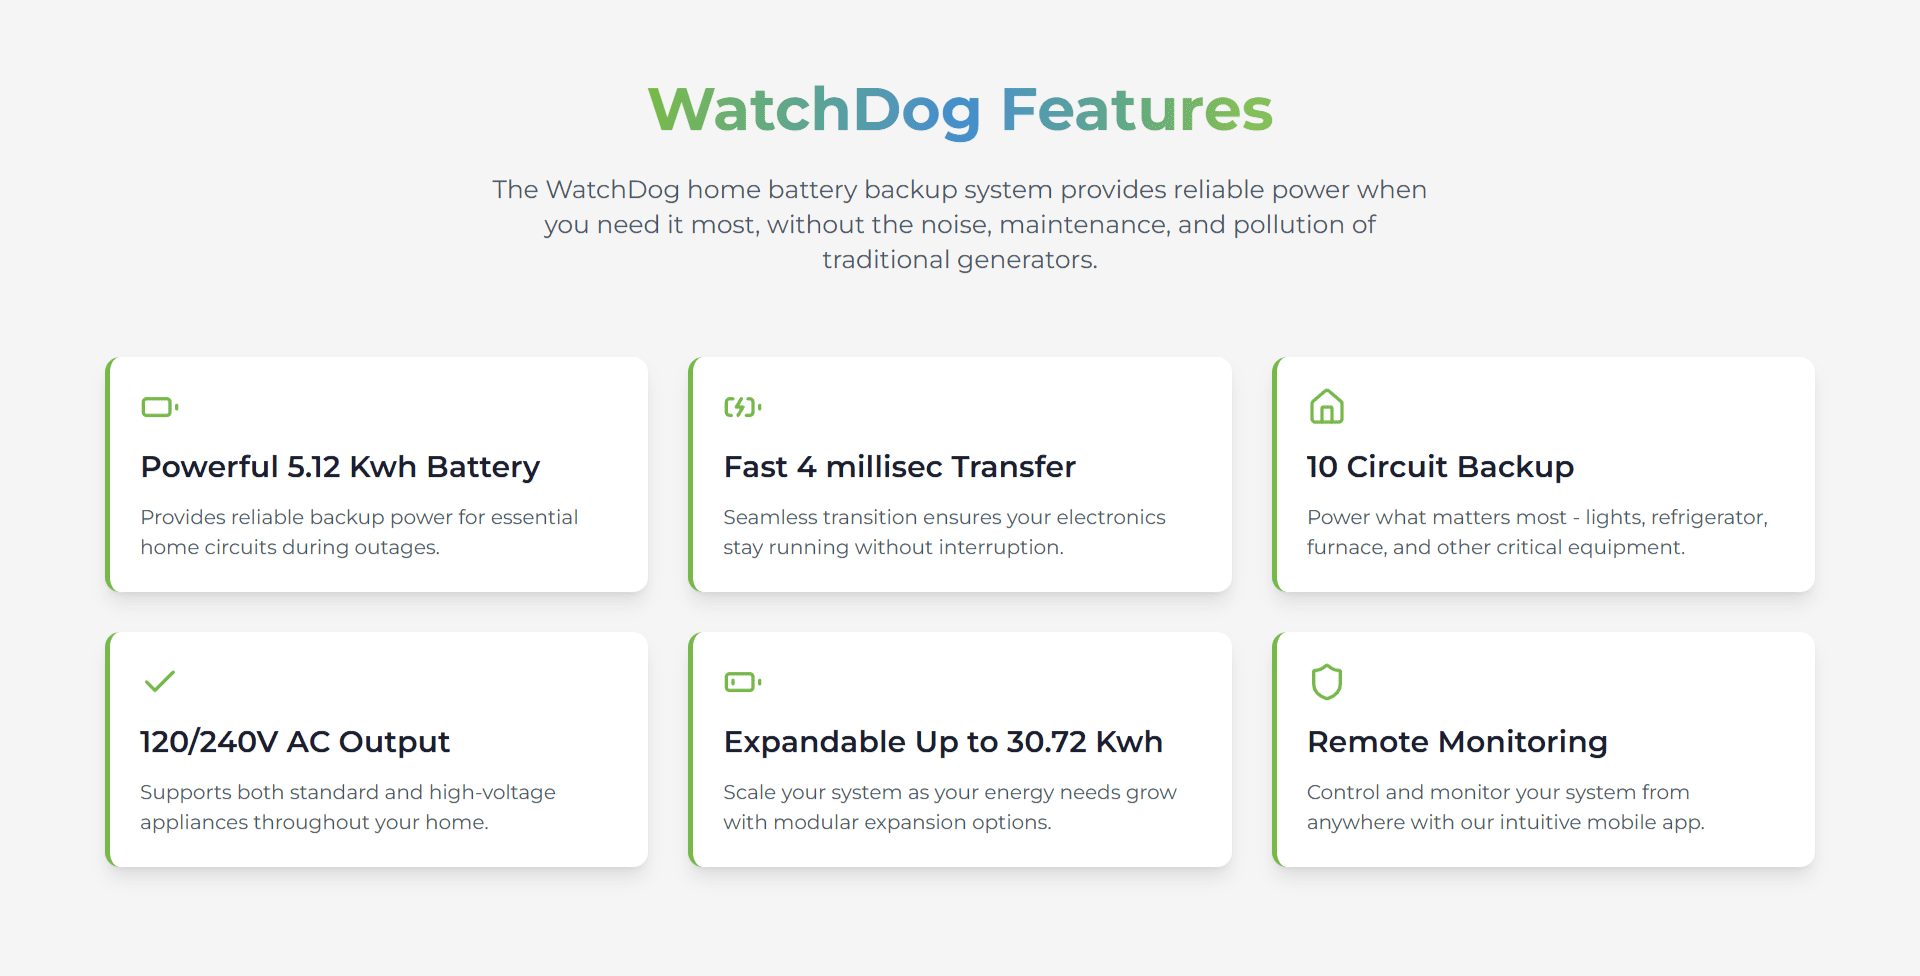 WatchDog Features
The WatchDog home battery backup system provides reliable power when
you need it most, without the noise, maintenance, and pollution of
traditional generators.
Powerful 5.12 Kwh Battery
Provides reliable backup power for essential
home circuits during outages.
Fast 4 millisec Transfer
Seamless transition ensures your electronics
stay running without interruption.
10 Circuit Backup
Power what matters most - lights, refrigerator,
furnace, and other critical equipment.
120/240V AC Output
Supports both standard and high-voltage
appliances throughout your home.
Expandable Up to 30.72 Kwh
Scale your system as your energy needs grow
with modular expansion options.
Remote Monitoring
Control and monitor your system from
anywhere with our intuitive mobile app.